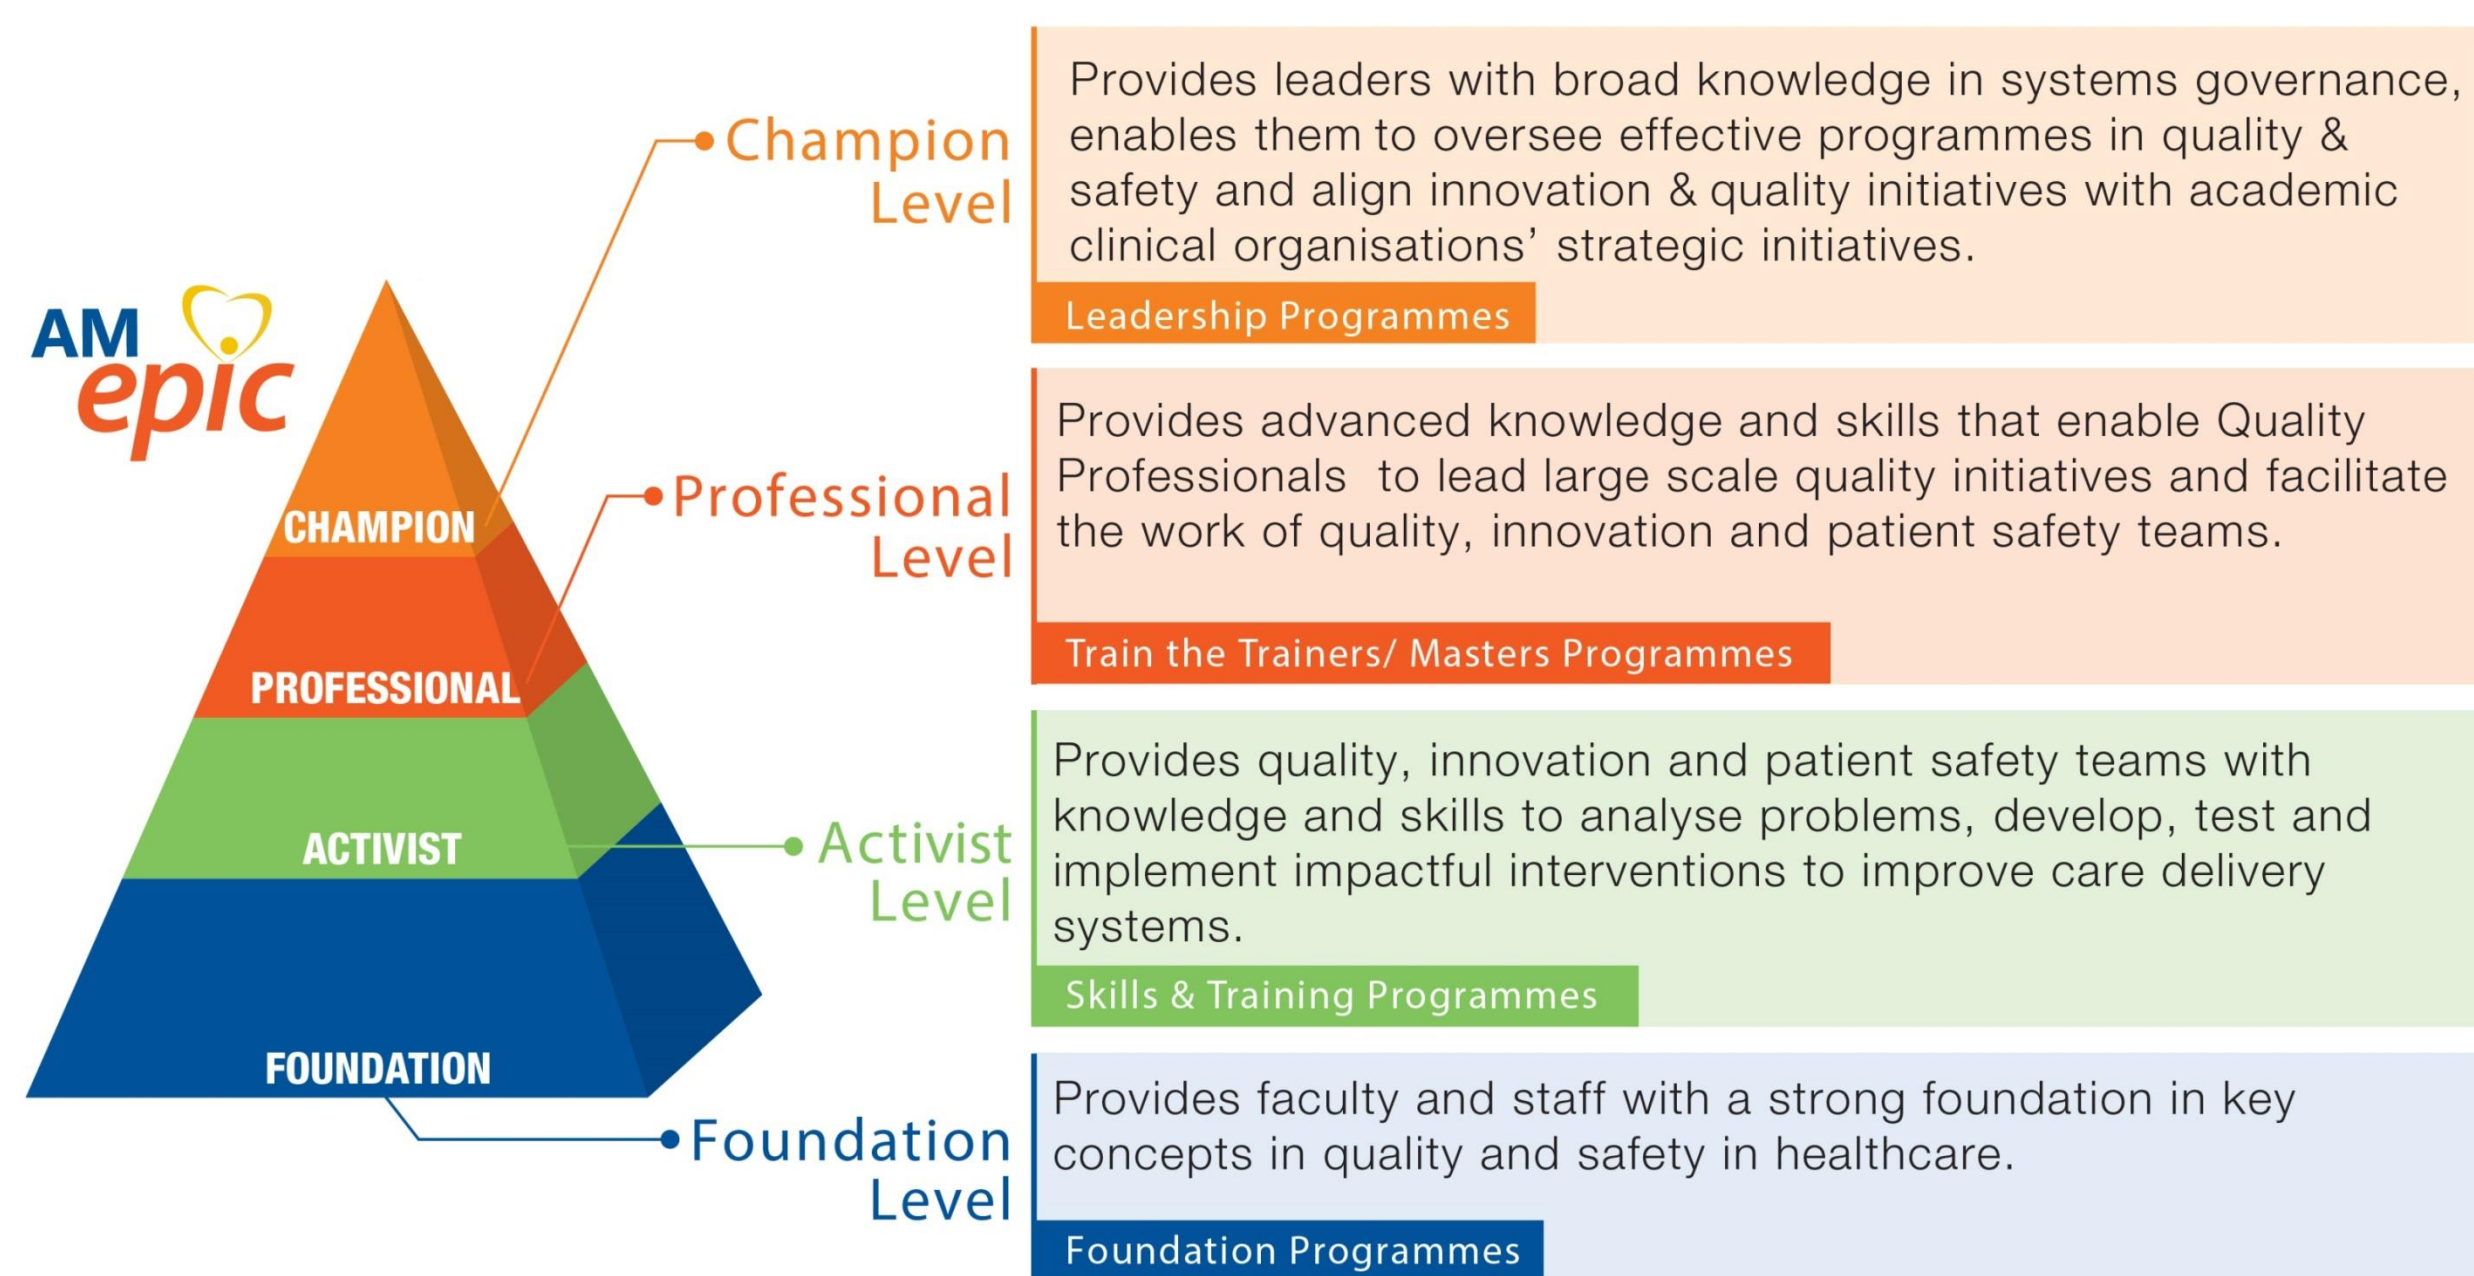 AM
epic
CHAMPION
PROFESSIONAL
ACTIVIST
FOUNDATION
Champion
Level
Provides leaders with broad knowledge in systems governance,
enables them to oversee effective programmes in quality &
safety and align innovation & quality initiatives with academic
clinical organisations’ strategic initiatives.
Leadership Programmes
Professional
Level
Provides advanced knowledge and skills that enable Quality
Professionals to lead large scale quality initiatives and facilitate
the work of quality, innovation and patient safety teams.
Train the Trainers/ Masters Programmes
Activist
Level
Provides quality, innovation and patient safety teams with
knowledge and skills to analyse problems, develop, test and
implement impactful interventions to improve care delivery
systems.
Skills & Training Programmes
Foundation
Level
Provides faculty and staff with a strong foundation in key
concepts in quality and safety in healthcare.
Foundation Programmes